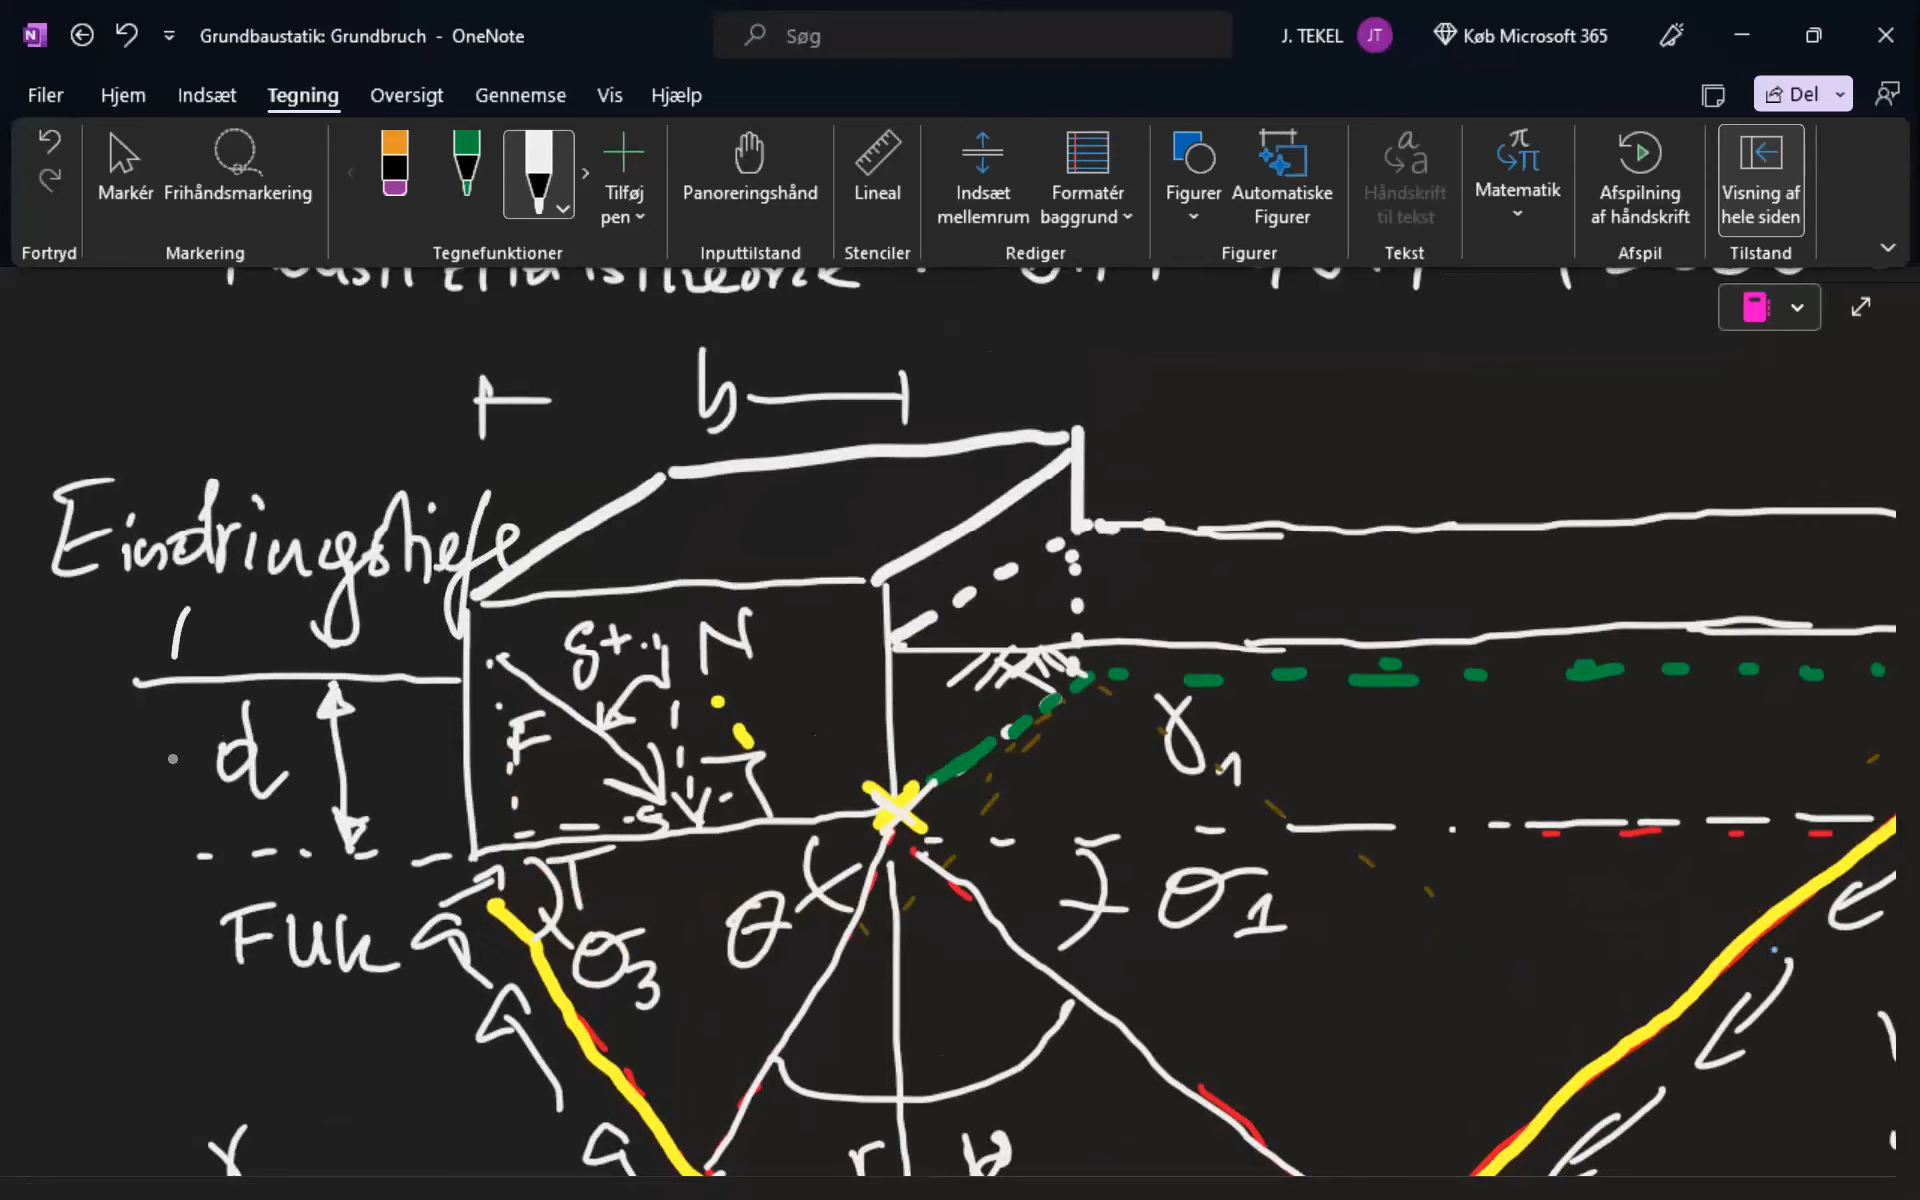 Grundbaustatik: Grundbruch - OneNote
Søg
J. TEKEL
JT
Køb Microsoft 365
Filer
Hjem
Indsæt
Tegning
Oversigt
Gennemse
Vis
Hjælp
Del
Markér
Frihåndsmarkering
Tilføj
pen
Panoreringshånd
Lineal
Indsæt
mellemrum
Formatér
baggrund
Figurer
Automatiske
Figurer
Håndskrift
til tekst
Matematik
Afspilning
af håndskrift
Visning af
hele siden
Fortryd
Markering
Tegnefunktioner
Inputtilstand
Stenciler
Rediger
Figurer
Tekst
Afspil
Tilstand
b
Eindringstiefe
N
F
d
T
γ1
FUK
σ3
θ
σ1